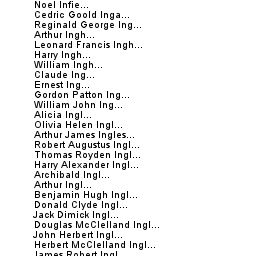 Noel Infie...
Cedric Goold Inga...
Reginald George Ing...
Arthur Ingh...
Leonard Francis Ingh...
Harry Ingh...
William Ingh...
Claude Ing...
Ernest Ing...
Gordon Patton Ing...
William John Ing...
Alicia Ingl...
Olivia Helen Ingl...
Arthur James Ingles...
Robert Augustus Ingl...
Thomas Royden Ingl...
Harry Alexander Ingl...
Archibald Ingl...
Arthur Ingl...
Benjamin Hugh Ingl...
Donald Clyde Ingl...
Jack Dimick Ingl...
Douglas McClelland Ingl...
John Herbert Ingl...
Herbert McClelland Ingl...
James Robert Ingl